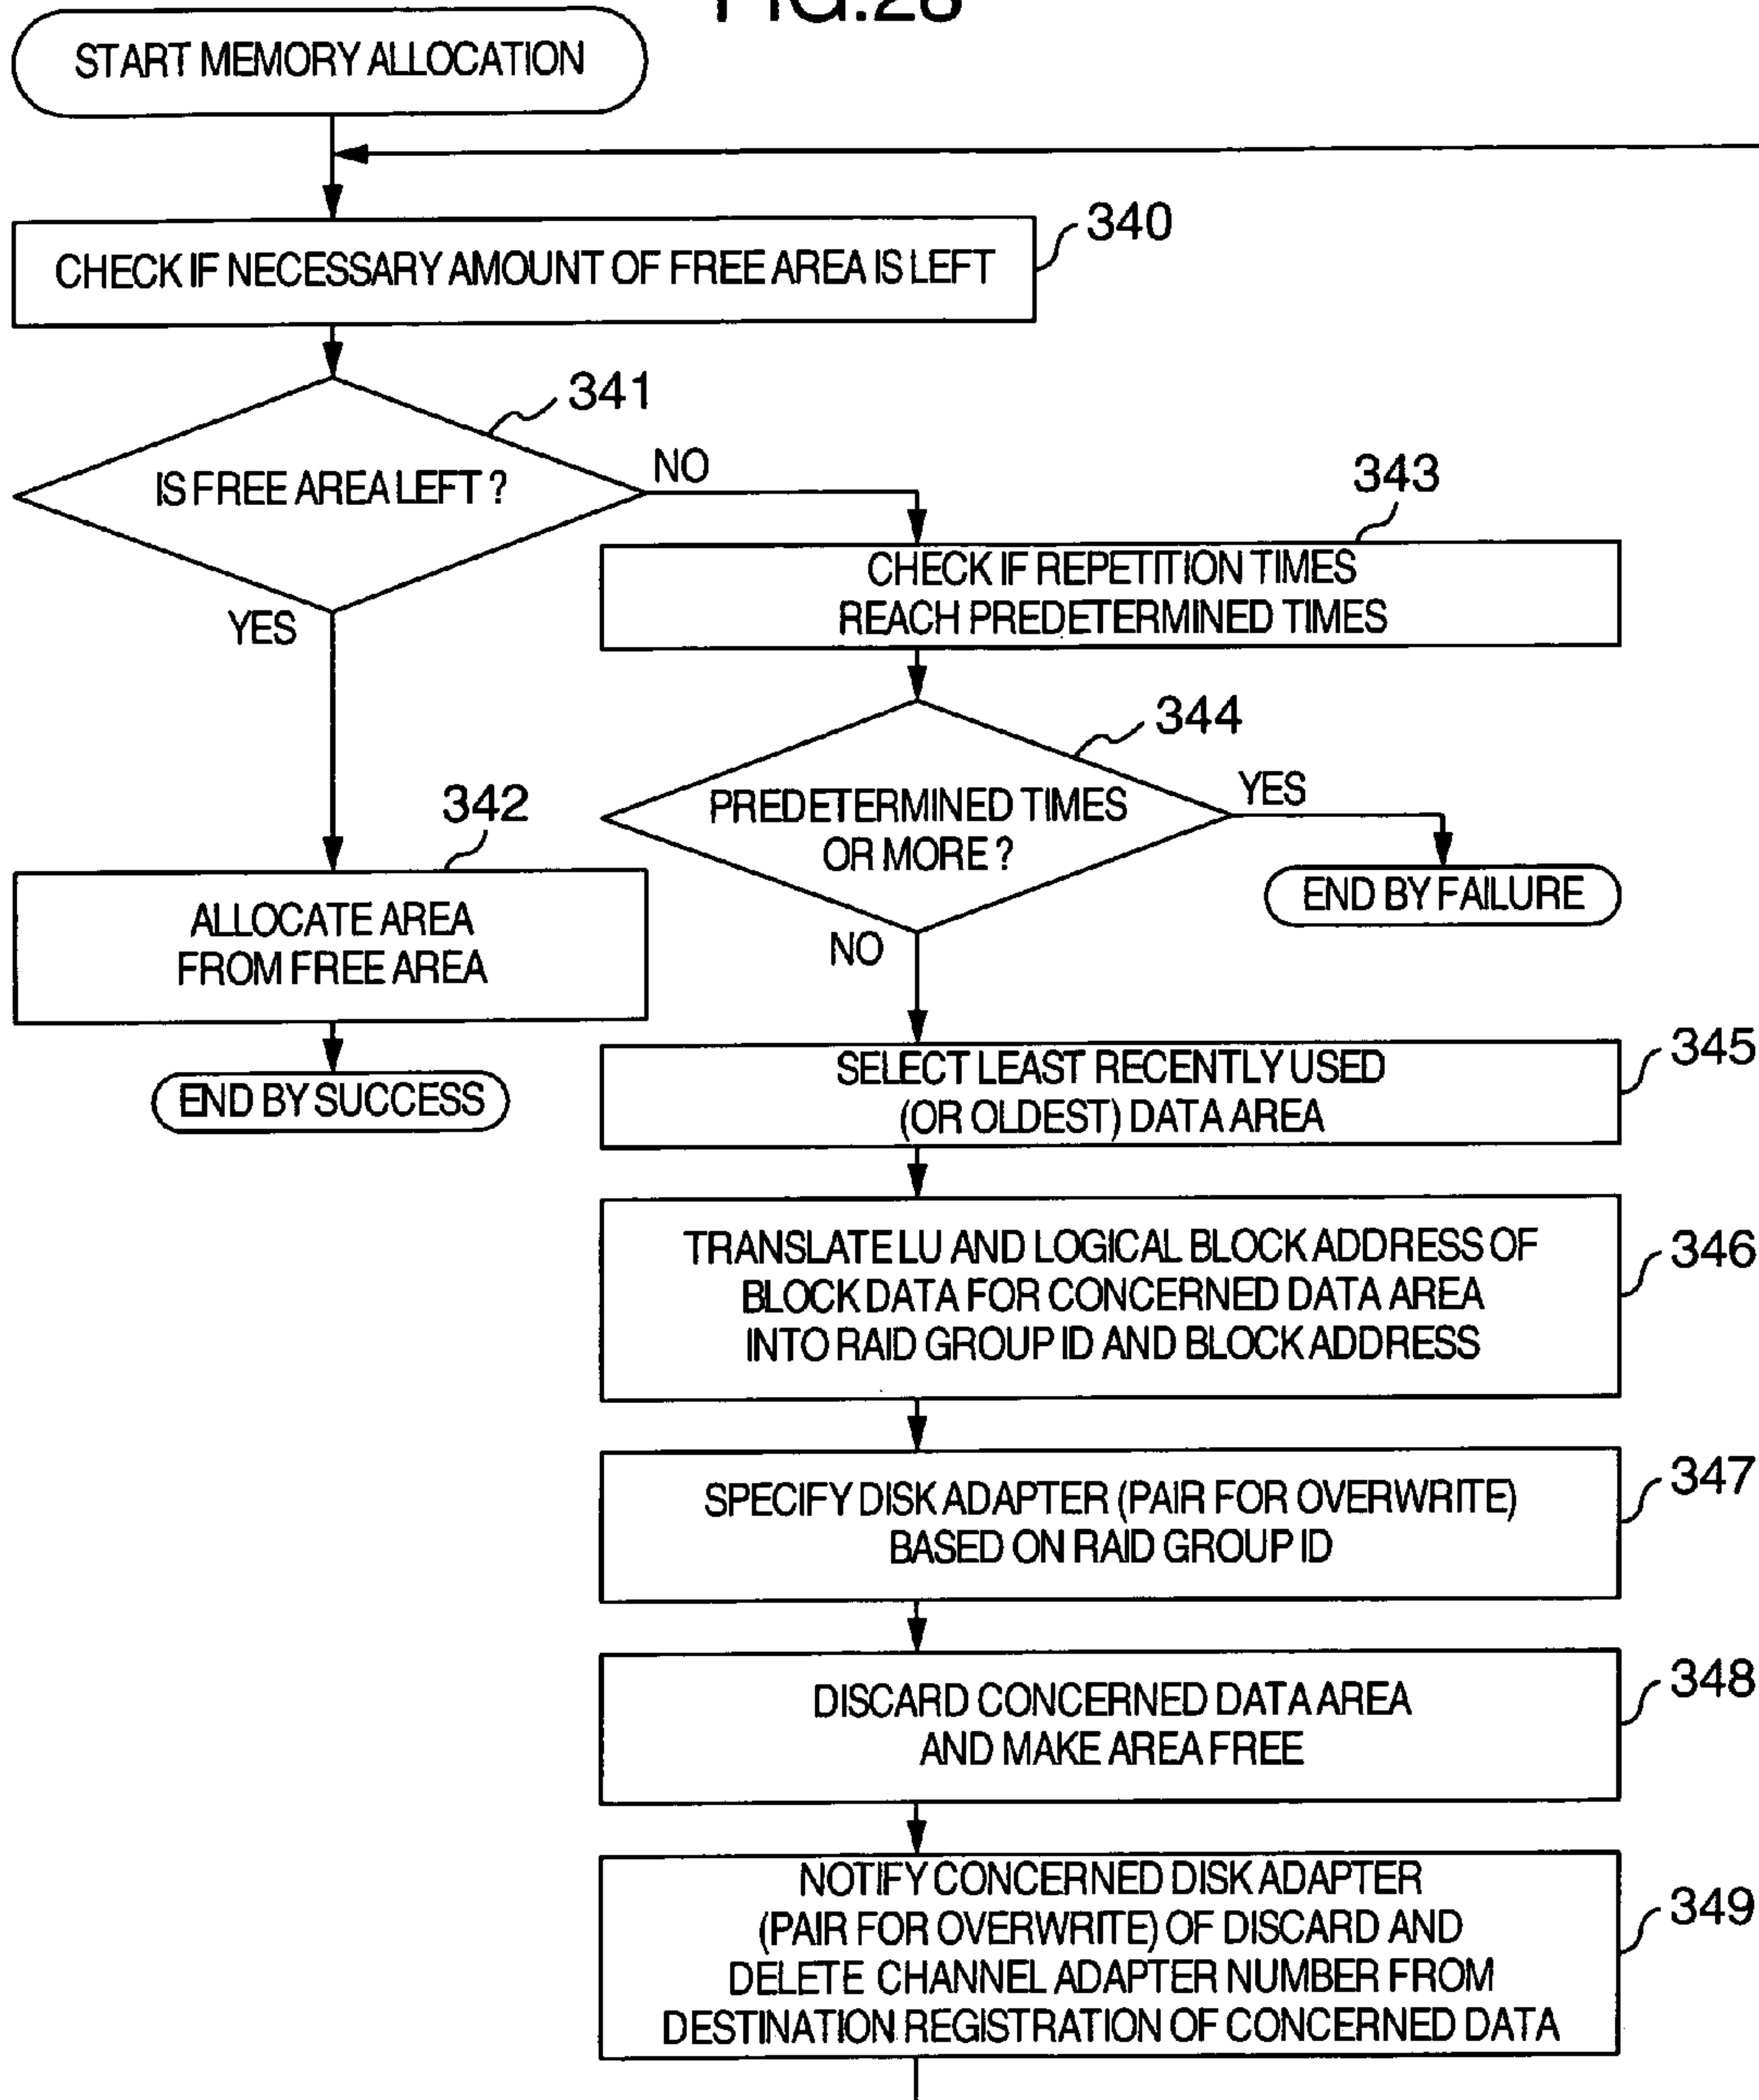 FIG.28
START MEMORY ALLOCATION
340
CHECK IF NECESSARY AMOUNT OF FREE AREA IS LEFT
341
IS FREE AREA LEFT ?
NO
YES
343
CHECK IF REPETITION TIMES
REACH PREDETERMINED TIMES
344
PREDETERMINED TIMES
OR MORE ?
YES
NO
342
ALLOCATE AREA
FROM FREE AREA
END BY FAILURE
END BY SUCCESS
345
SELECT LEAST RECENTLY USED
(OR OLDEST) DATA AREA
346
TRANSLATE LU AND LOGICAL BLOCK ADDRESS OF
BLOCK DATA FOR CONCERNED DATA AREA
INTO RAID GROUP ID AND BLOCK ADDRESS
347
SPECIFY DISK ADAPTER (PAIR FOR OVERWRITE)
BASED ON RAID GROUP ID
348
DISCARD CONCERNED DATA AREA
AND MAKE AREA FREE
349
NOTIFY CONCERNED DISK ADAPTER
(PAIR FOR OVERWRITE) OF DISCARD AND
DELETE CHANNEL ADAPTER NUMBER FROM
DESTINATION REGISTRATION OF CONCERNED DATA